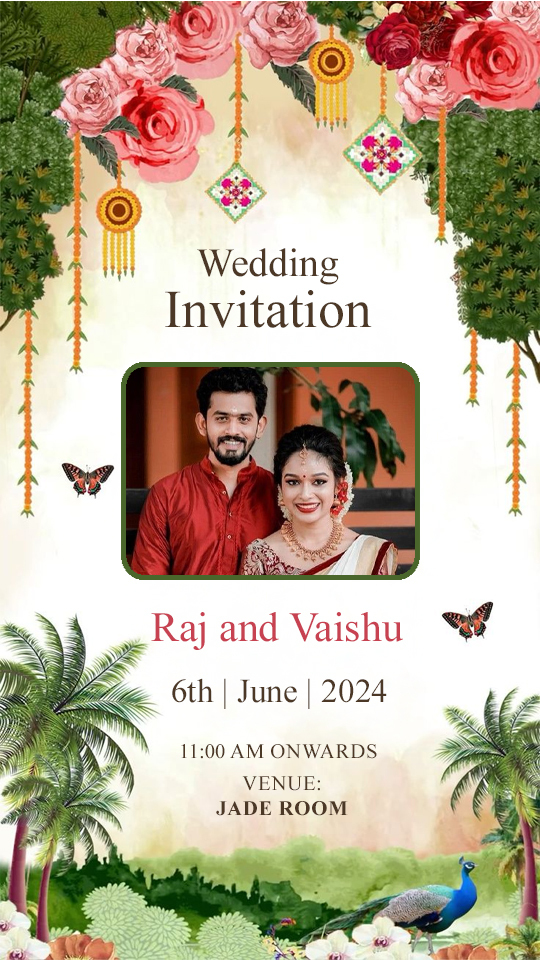 Wedding
Invitation
Raj and Vaishu
6th | June | 2024
11:00 AM ONWARDS
VENUE:
JADE ROOM